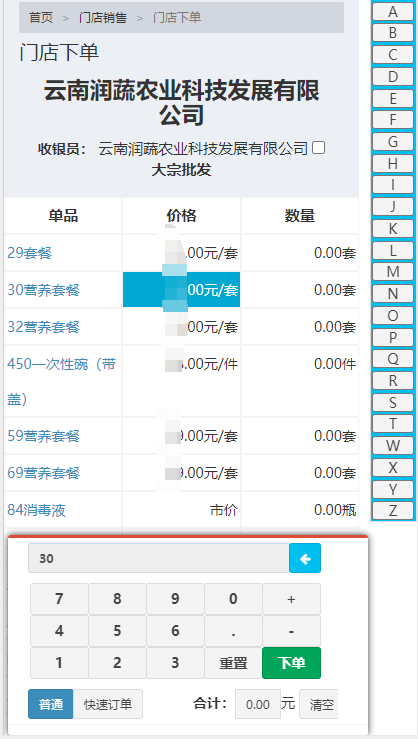 首页 > 门店销售 > 门店下单
门店下单
云南润蔬农业科技发展有限
公司
收银员： 云南润蔬农业科技发展有限公司
大宗批发
单品 价格 数量
29套餐 .00元/套 0.00套
30营养套餐 00元/套 0.00套
32营养套餐 00元/套 0.00套
450一次性碗（带
盖） .00元/件 0.00件
59营养套餐 9.00元/套 0.00套
69营养套餐 9.00元/套 0.00套
84消毒液 市价 0.00瓶
30
7 8 9 0 +
4 5 6 . -
1 2 3 重置 下单
普通 快速订单 合计： 0.00 元 清空
A
B
C
D
E
F
G
H
I
J
K
L
M
N
O
P
Q
R
S
T
W
X
Y
Z